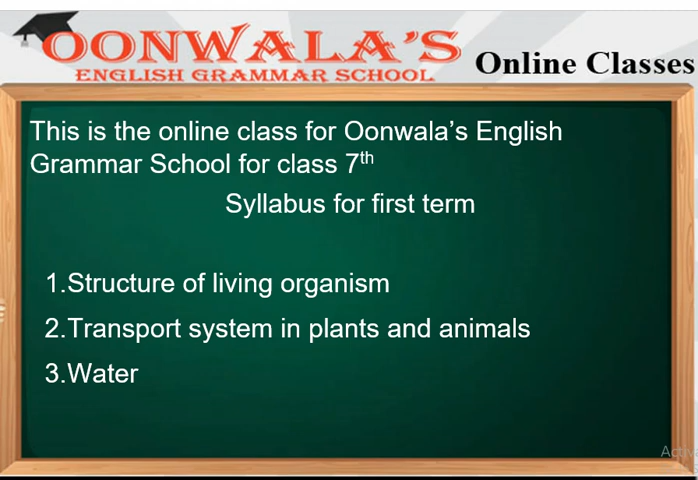 OONWALA'S
ENGLISH GRAMMAR SCHOOL
Online Classes
This is the online class for Oonwala's English
Grammar School for class 7th
Syllabus for first term
1.Structure of living organism
2.Transport system in plants and animals
3.Water